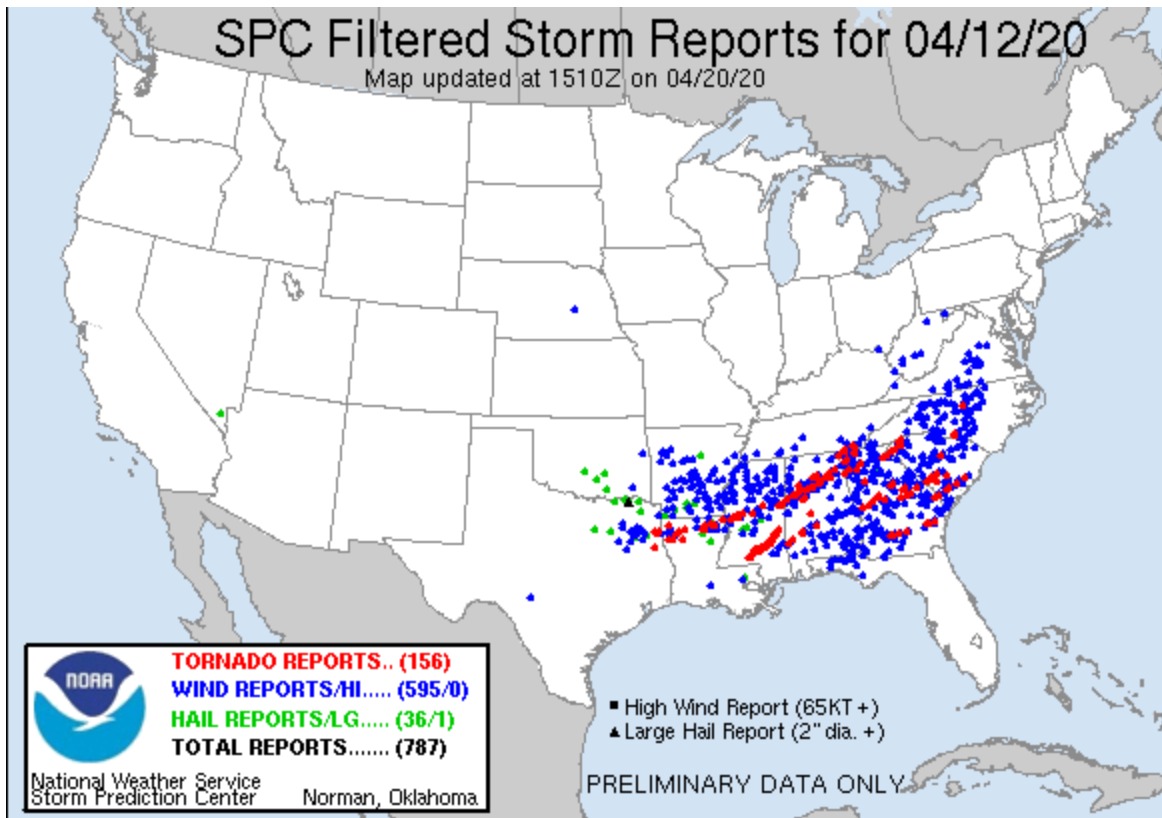 SPC Filtered Storm Reports for 04/12/20
Map updated at 1510Z on 04/20/20
NOAA
TORNADO REPORTS.. (156)
WIND REPORTS/HI..... (595/0)
HAIL REPORTS/LG..... (36/1)
TOTAL REPORTS....... (787)
National Weather Service
Storm Prediction Center Norman, Oklahoma
High Wind Report (65KT +)
Large Hail Report (2" dia. +)
PRELIMINARY DATA ONLY